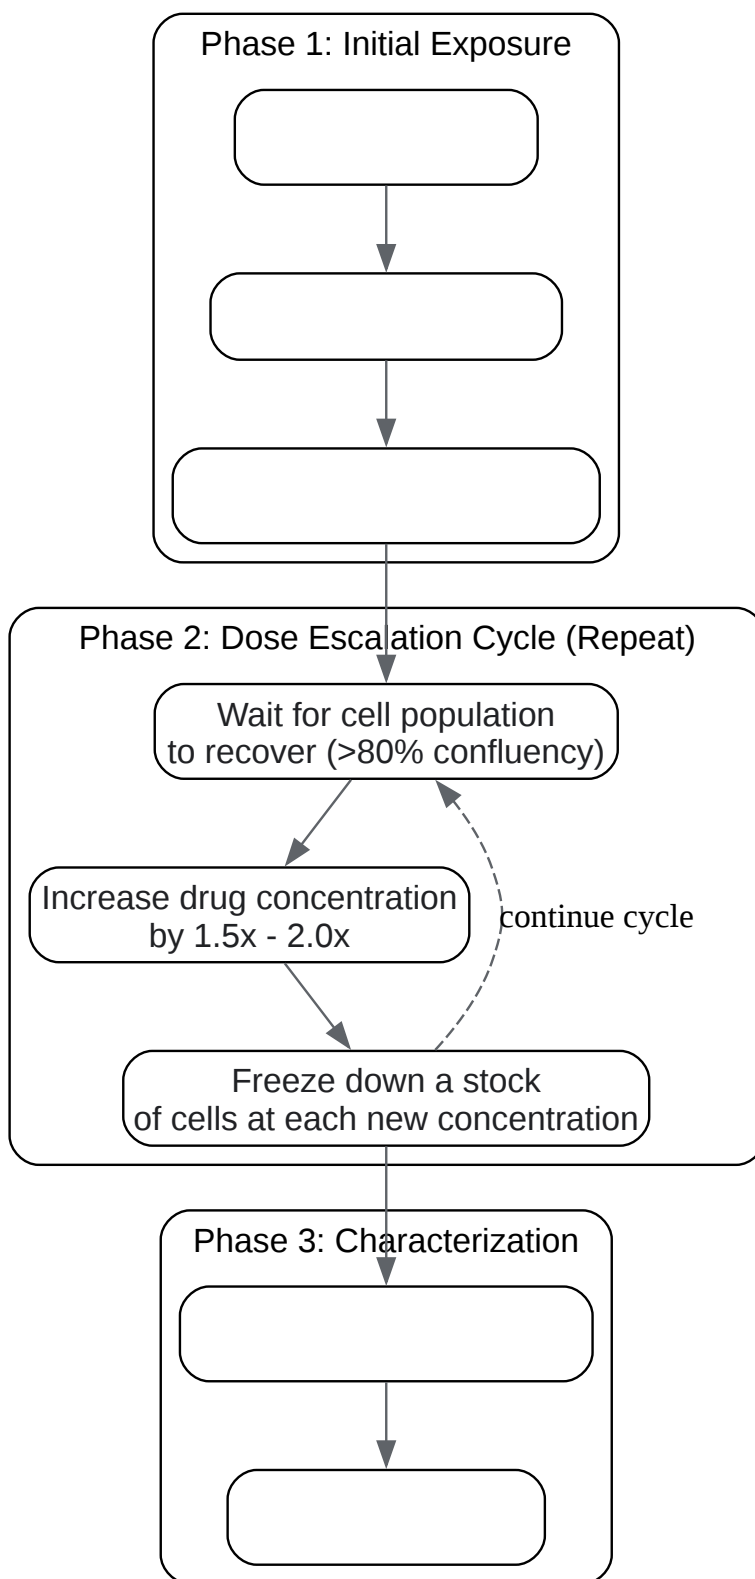 Phase 1: Initial Exposure
Phase 2: Dose Escalation Cycle (Repeat)
Wait for cell population
to recover (>80% confluency)
Increase drug concentration
by 1.5x - 2.0x
continue cycle
Freeze down a stock
of cells at each new concentration
Phase 3: Characterization